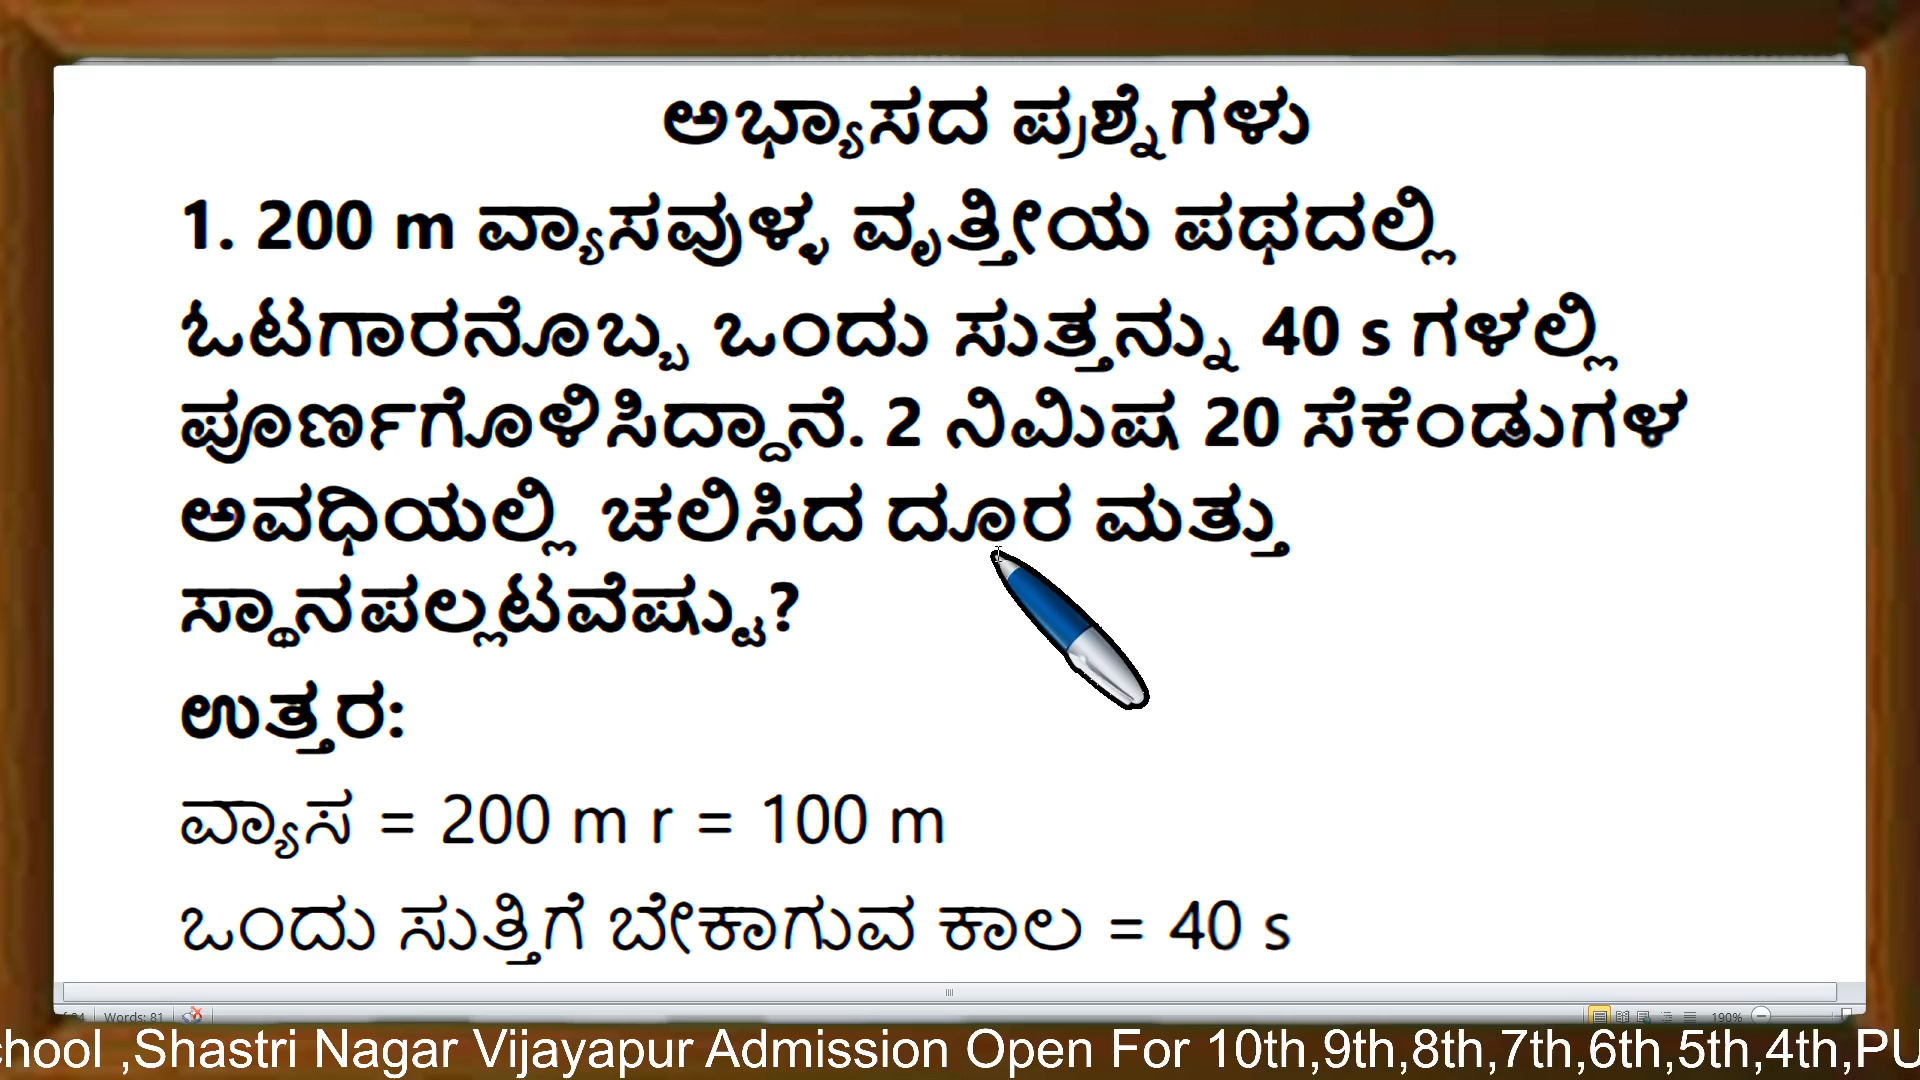 ಅಭ್ಯಾಸದ ಪ್ರಶ್ನೆಗಳು
1. 200 m ವ್ಯಾಸವುಳ್ಳ ವೃತ್ತೀಯ ಪಥದಲ್ಲಿ
ಓಟಗಾರನೊಬ್ಬ ಒಂದು ಸುತ್ತನ್ನು 40 s ಗಳಲ್ಲಿ
ಪೂರ್ಣಗೊಳಿಸಿದ್ದಾನೆ. 2 ನಿಮಿಷ 20 ಸೆಕೆಂಡುಗಳ
ಅವಧಿಯಲ್ಲಿ ಚಲಿಸಿದ ದೂರ ಮತ್ತು
ಸ್ಥಾನಪಲ್ಲಟವೆಷ್ಟು?
ಉತ್ತರ:
ವ್ಯಾಸ = 200 m r = 100 m
ಒಂದು ಸುತ್ತಿಗೆ ಬೇಕಾಗುವ ಕಾಲ = 40 s
Words: 81 190%
chool ,Shastri Nagar Vijayapur Admission Open For 10th,9th,8th,7th,6th,5th,4th,PU